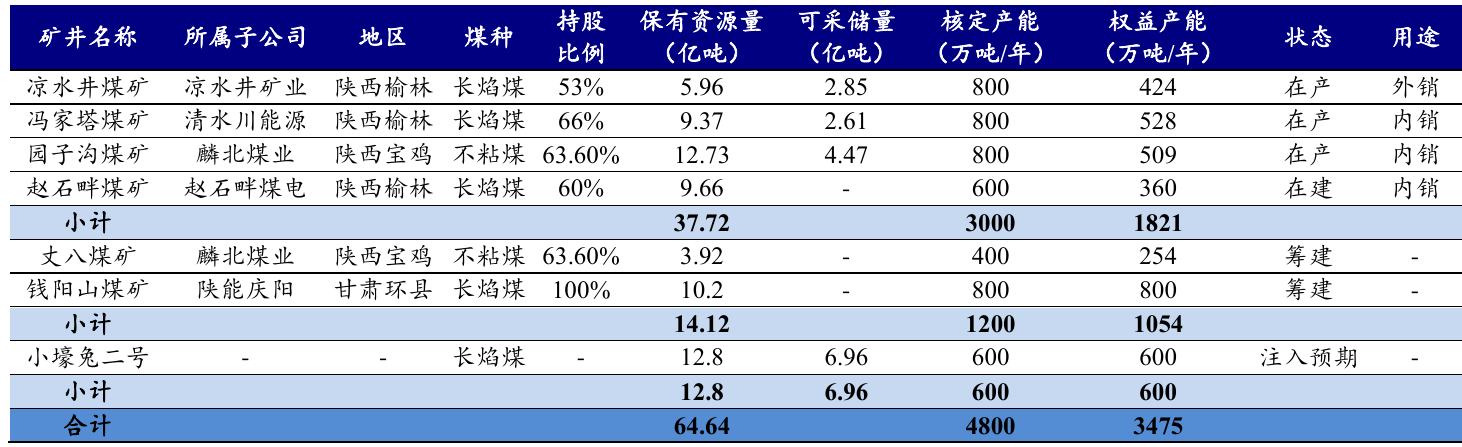 矿井名称 所属子公司 地区 煤种 持股比例 保有资源量（亿吨） 可采储量（亿吨） 核定产能（万吨/年） 权益产能（万吨/年） 状态 用途
凉水井煤矿 凉水井矿业 陕西榆林 长焰煤 53% 5.96 2.85 800 424 在产 外销
冯家塔煤矿 清水川能源 陕西榆林 长焰煤 66% 9.37 2.61 800 528 在产 内销
园子沟煤矿 麟北煤业 陕西宝鸡 不粘煤 63.60% 12.73 4.47 800 509 在产 内销
赵石畔煤矿 赵石畔煤电 陕西榆林 长焰煤 60% 9.66 - 600 360 在建 内销
小计 37.72 3000 1821
丈八煤矿 麟北煤业 陕西宝鸡 不粘煤 63.60% 3.92 - 400 254 筹建 -
钱阳山煤矿 陕能庆阳 甘肃环县 长焰煤 100% 10.2 - 800 800 筹建 -
小计 14.12 1200 1054
小壕兔二号 - - 长焰煤 - 12.8 6.96 600 600 注入预期 -
小计 12.8 6.96 600 600
合计 64.64 4800 3475